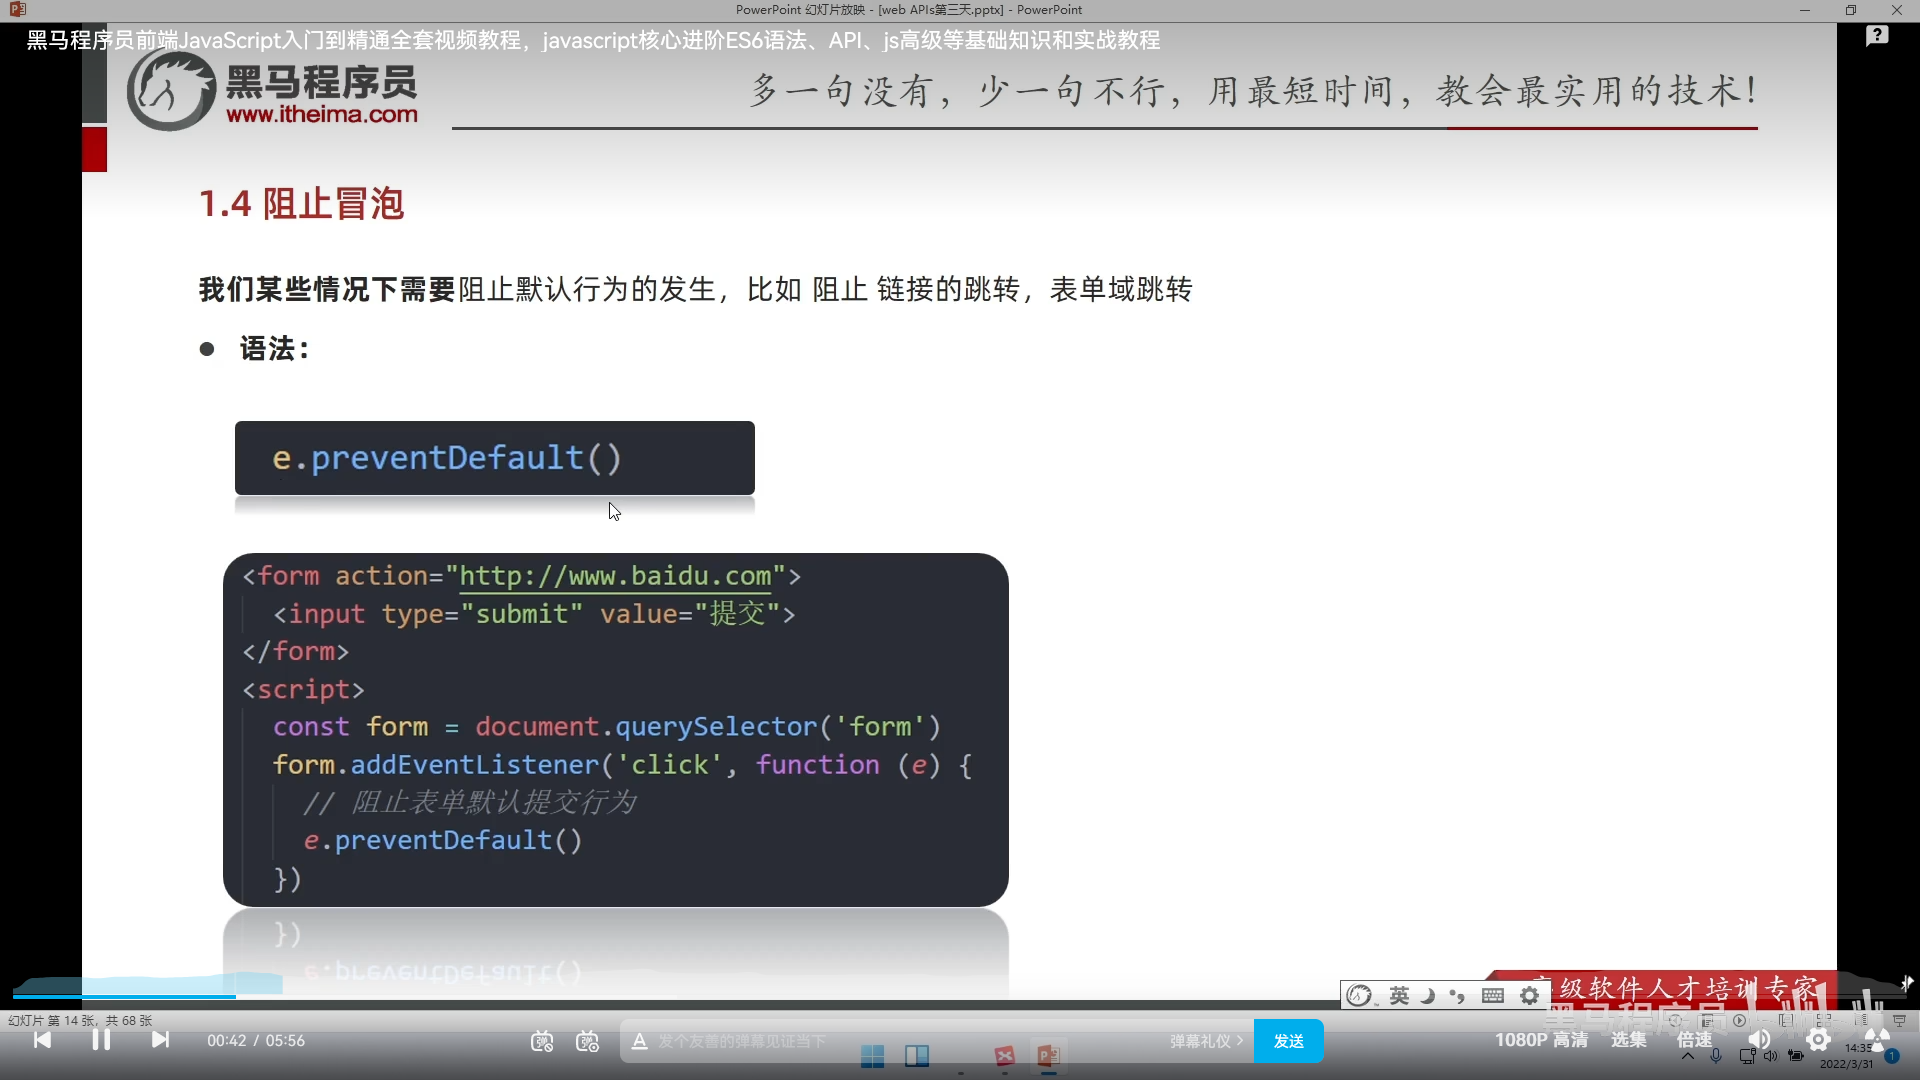 PowerPoint 幻灯片放映 - [web APIs第三天.pptx] - PowerPoint
黑马程序员前端JavaScript入门到精通全套视频教程，javascript核心进阶ES6语法、API、js高级等基础知识和实战教程
黑马程序员
www.itheima.com
多一句没有，少一句不行，用最短时间，教会最实用的技术！
1.4 阻止冒泡
我们某些情况下需要阻止默认行为的发生，比如 阻止 链接的跳转，表单域跳转
● 语法：
e.preventDefault()
<form action="http://www.baidu.com">
<input type="submit" value="提交">
</form>
<script>
const form = document.querySelector('form')
form.addEventListener('click', function (e) {
// 阻止表单默认提交行为
e.preventDefault()
})
英
级软件人才培训专家
黑马程序员
幻灯片 第 14 张，共 68 张
00:42 / 05:56
发个友善的弹幕见证当下
弹幕礼仪 >
发送
1080P 高清
选集
倍速
14:35
2022/3/31
1